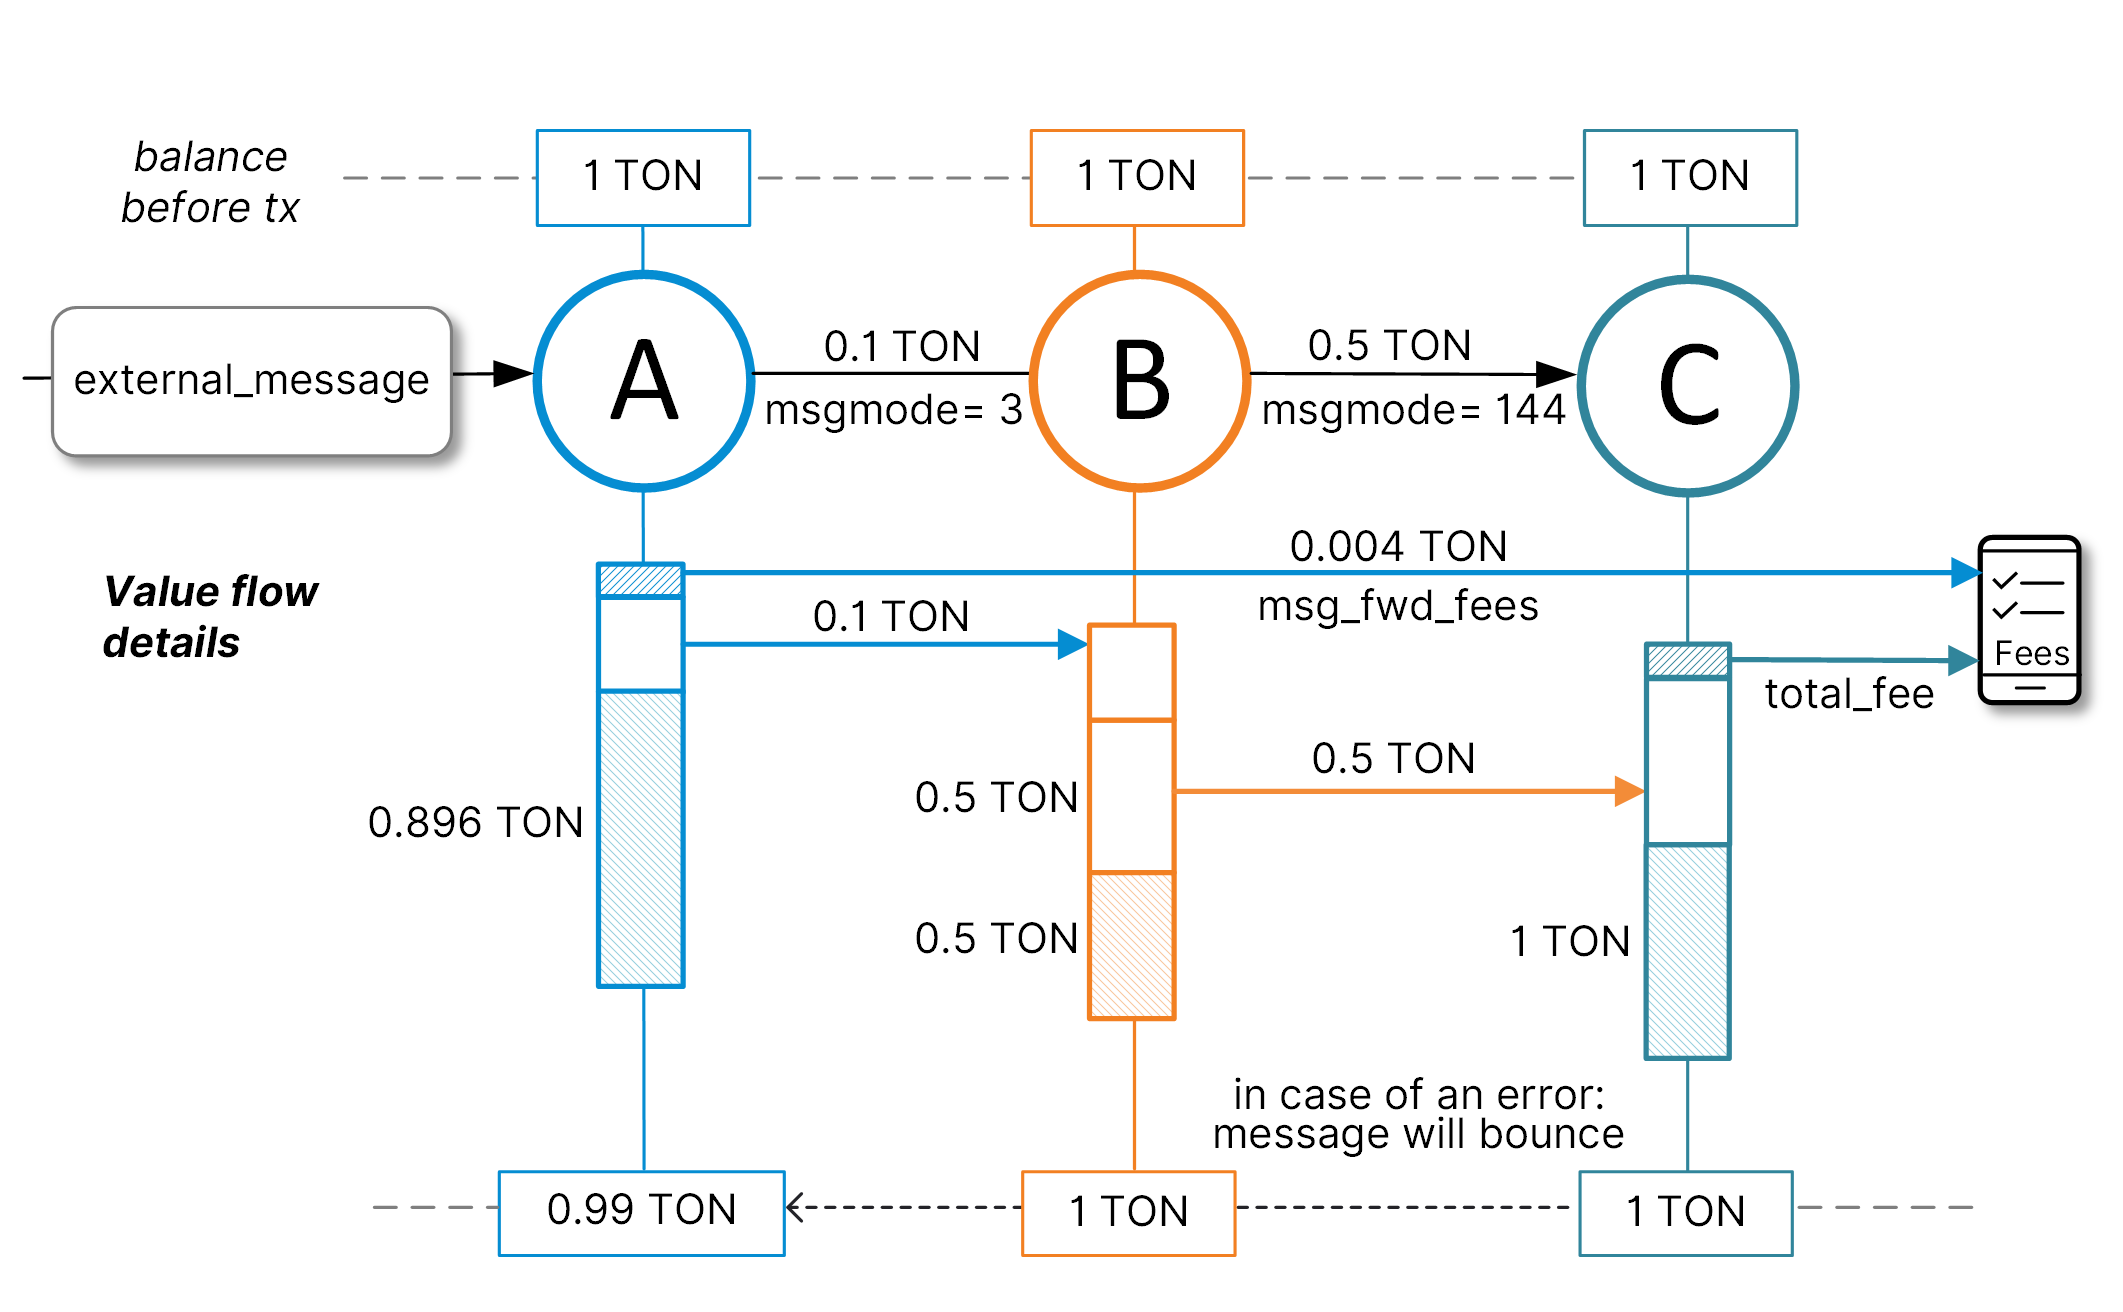 balance
before tx
1 TON
1 TON
1 TON
external_message
A
0.1 TON
msgmode= 3
B
0.5 TON
msgmode= 144
C
Value flow
details
0.004 TON
msg_fwd_fees
0.1 TON
Fees
total_fee
0.5 TON
0.896 TON
0.5 TON
0.5 TON
1 TON
in case of an error:
message will bounce
0.99 TON
1 TON
1 TON